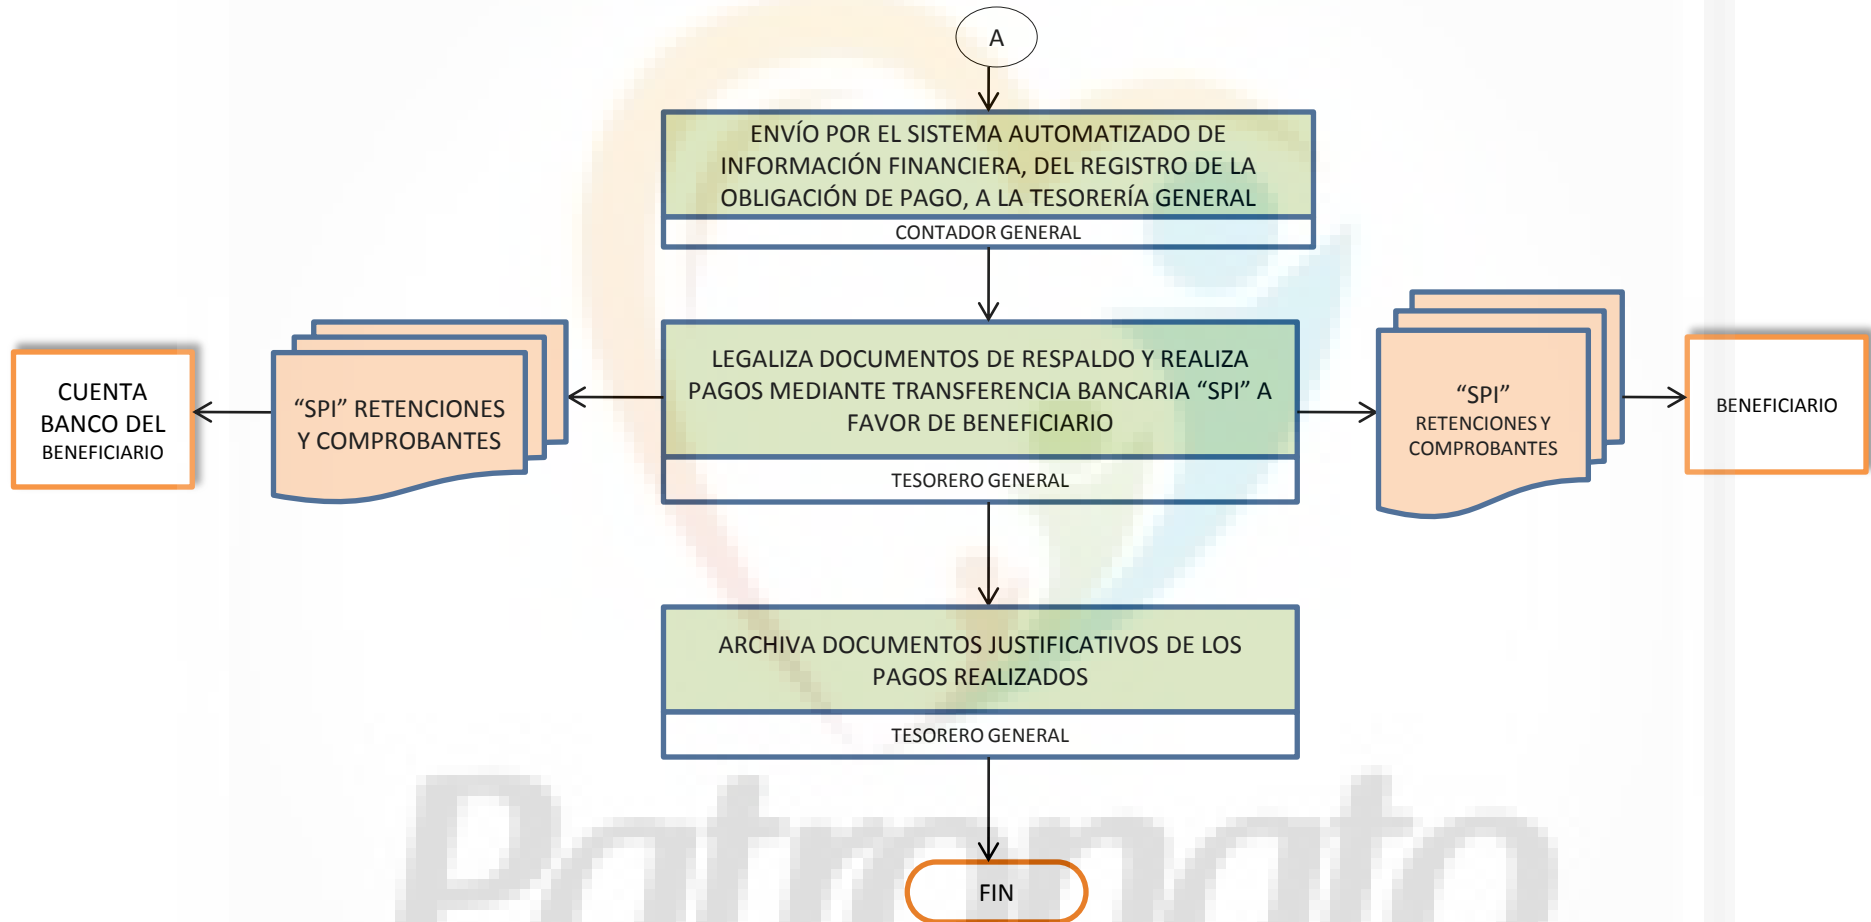 A
ENVÍO POR EL SISTEMA AUTOMATIZADO DE
INFORMACIÓN FINANCIERA, DEL REGISTRO DE LA
OBLIGACIÓN DE PAGO, A LA TESORERÍA GENERAL
CONTADOR GENERAL
CUENTA
BANCO DEL
BENEFICIARIO
“SPI” RETENCIONES
Y COMPROBANTES
LEGALIZA DOCUMENTOS DE RESPALDO Y REALIZA
PAGOS MEDIANTE TRANSFERENCIA BANCARIA “SPI” A
FAVOR DE BENEFICIARIO
TESORERO GENERAL
“SPI”
RETENCIONES Y
COMPROBANTES
BENEFICIARIO
ARCHIVA DOCUMENTOS JUSTIFICATIVOS DE LOS
PAGOS REALIZADOS
TESORERO GENERAL
FIN
Patronato